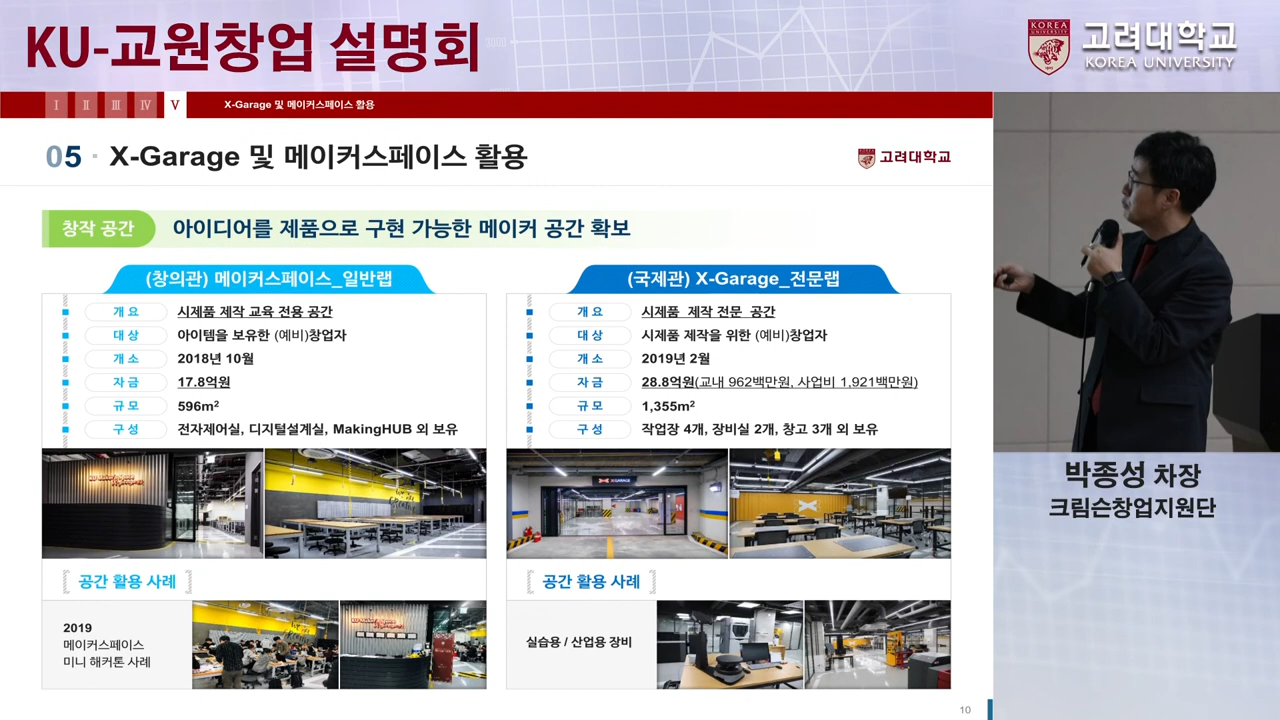 KU-교원창업 설명회
KOREA
UNIVERSITY
고려대학교
KOREA UNIVERSITY
I II III IV V
X-Garage 및 메이커스페이스 활용
05 · X-Garage 및 메이커스페이스 활용
고려대학교
창작 공간
아이디어를 제품으로 구현 가능한 메이커 공간 확보
(창의관) 메이커스페이스_일반랩
개 요 시제품 제작 교육 전용 공간
대 상 아이템을 보유한 (예비)창업자
개 소 2018년 10월
자 금 17.8억원
규 모 596m²
구 성 전자제어실, 디지털설계실, MakingHUB 외 보유
공간 활용 사례
2019
메이커스페이스
미니 해커톤 사례
(국제관) X-Garage_전문랩
개 요 시제품 제작 전문 공간
대 상 시제품 제작을 위한 (예비)창업자
개 소 2019년 2월
자 금 28.8억원(교내 962백만원, 사업비 1,921백만원)
규 모 1,355m²
구 성 작업장 4개, 장비실 2개, 창고 3개 외 보유
X-GARAGE
공간 활용 사례
실습용 / 산업용 장비
10
박종성 차장
크림슨창업지원단